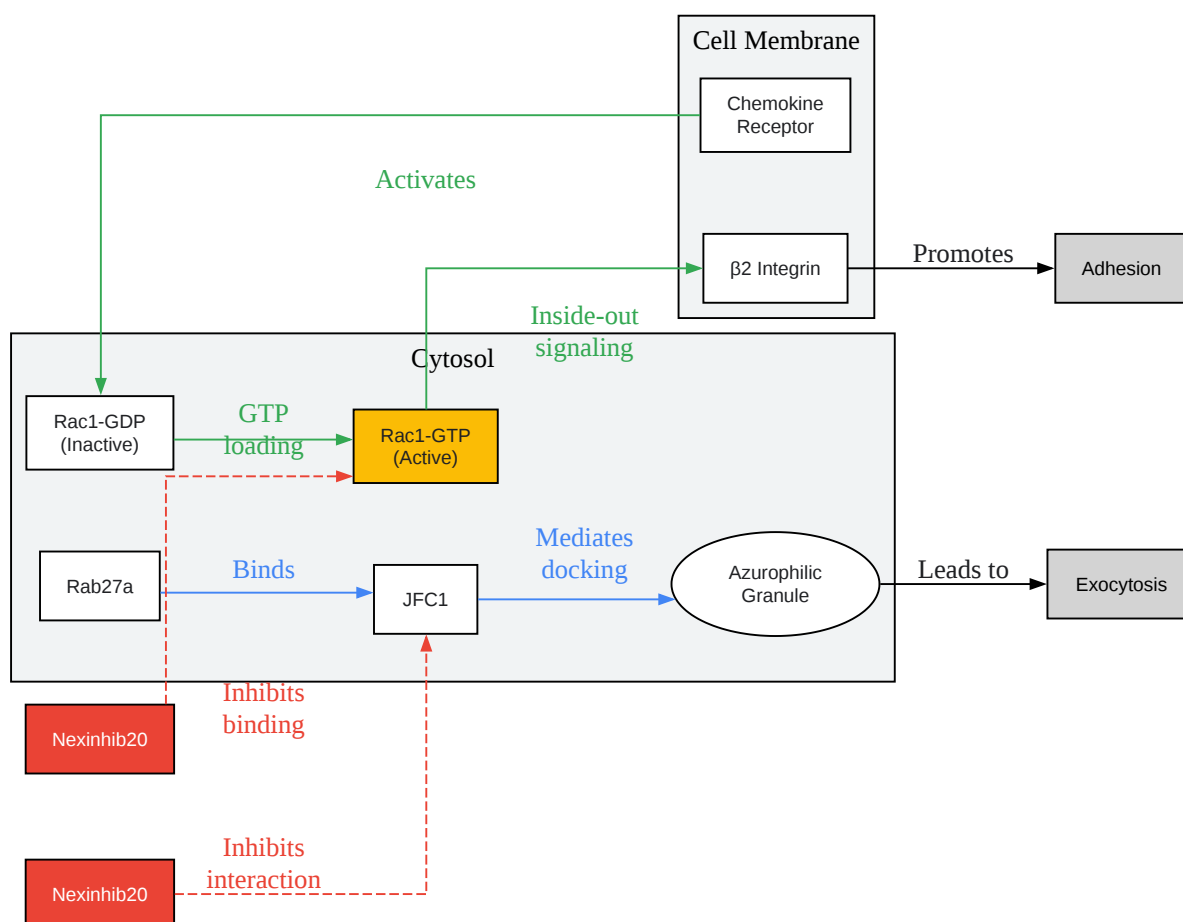 Cell Membrane
Chemokine
Receptor
Activates
β2 Integrin
Promotes
Adhesion
Inside-out
signaling
Cytosol
Rac1-GDP
(Inactive)
GTP
loading
Rac1-GTP
(Active)
Rab27a
Binds
JFC1
Mediates
docking
Azurophilic
Granule
Leads to
Exocytosis
Inhibits
binding
Nexinhib20
Inhibits
interaction
Nexinhib20